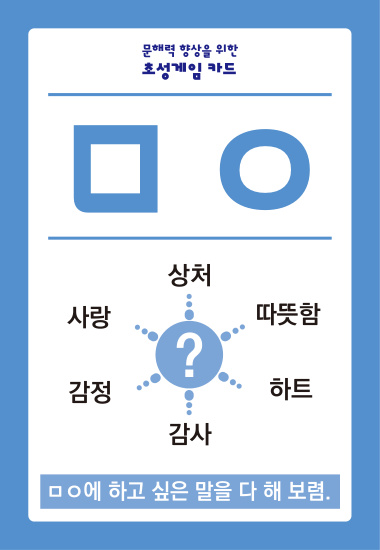 문해력 향상을 위한
초성게임 카드
ㅁ ㅇ
상처
사랑 따뜻함
?
감정 하트
감사
ㅁㅇ에 하고 싶은 말을 다 해 보렴.